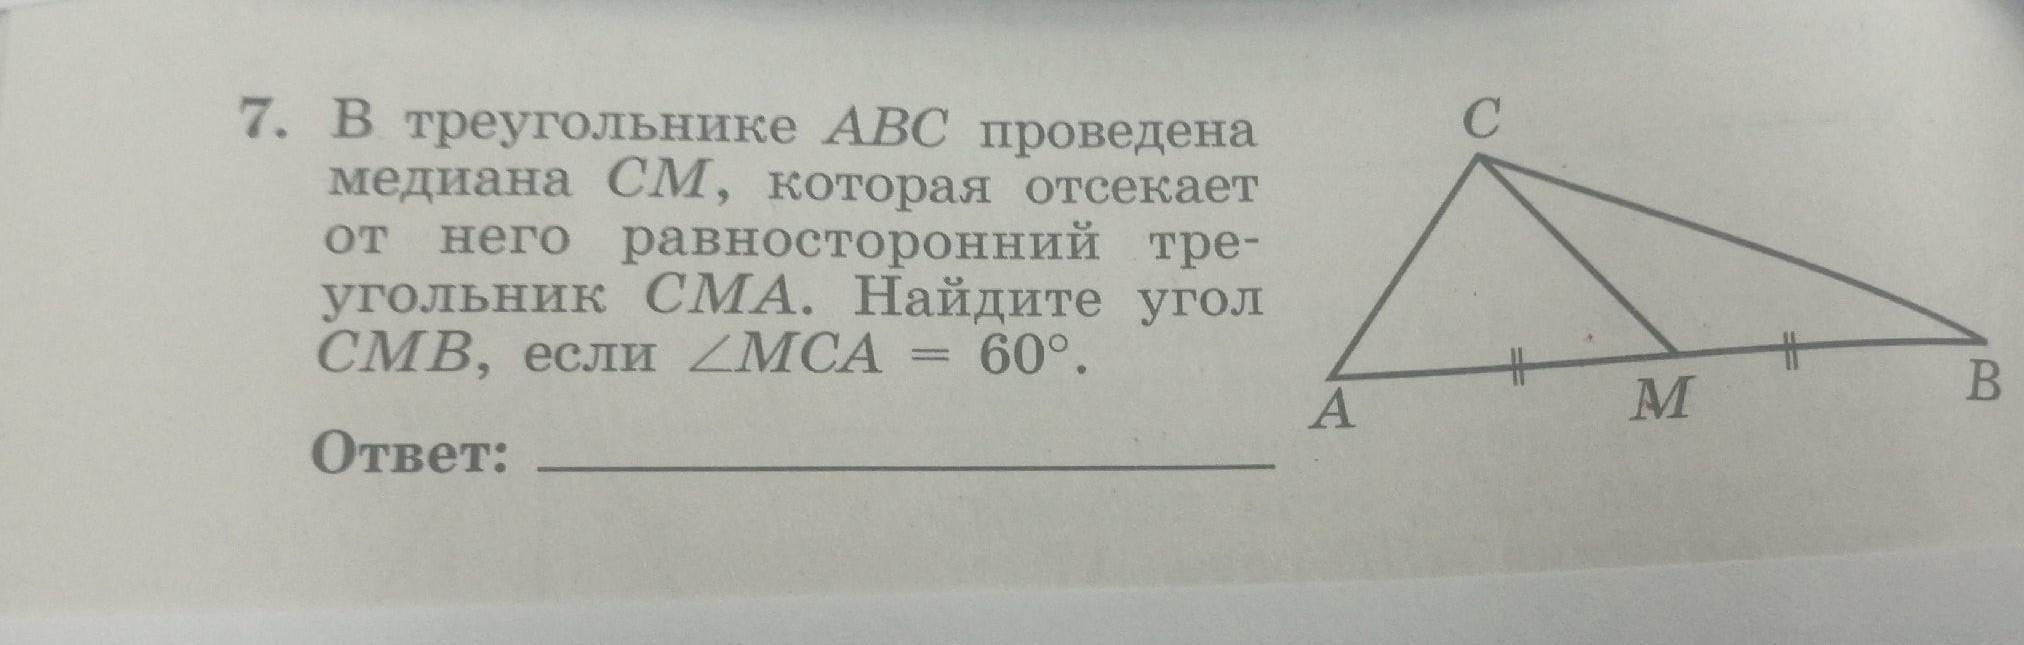 7. В треугольнике ABC проведена
медиана CM, которая отсекает
от него равносторонний тре-
угольник CMA. Найдите угол
CMB, если ∠MCA = 60°.
Ответ:
C
A
M
B